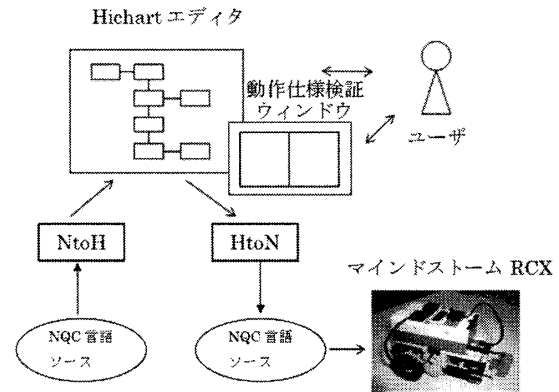 Hichart エディタ
動作仕様検証
ウィンドウ
ユーザ
NtoH
HtoN
マインドストーム RCX
NQC 言語
ソース
NQC 言語
ソース